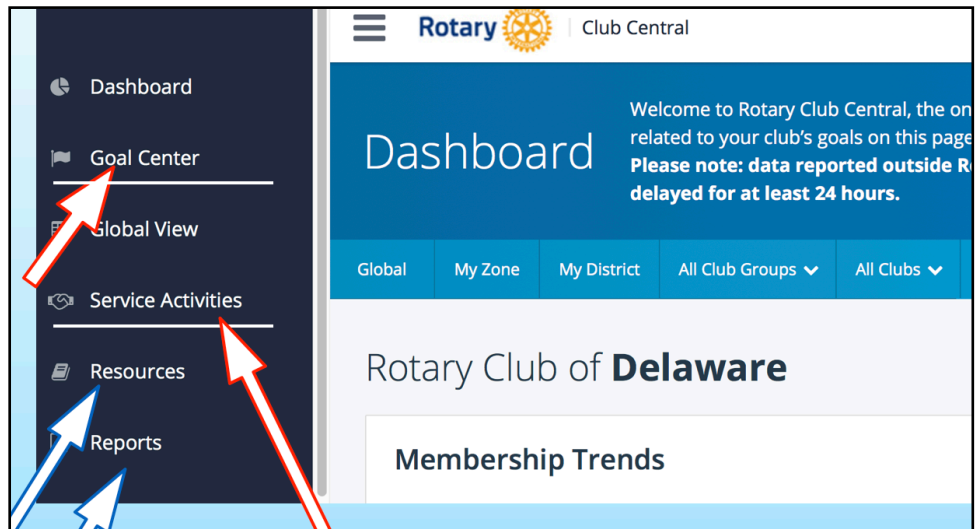 Dashboard
Goal Center
Global View
Service Activities
Resources
Reports
Rotary Club Central
Dashboard
Welcome to Rotary Club Central, the on
related to your club's goals on this page
Please note: data reported outside R
delayed for at least 24 hours.
Global My Zone My District All Club Groups All Clubs
Rotary Club of Delaware
Membership Trends